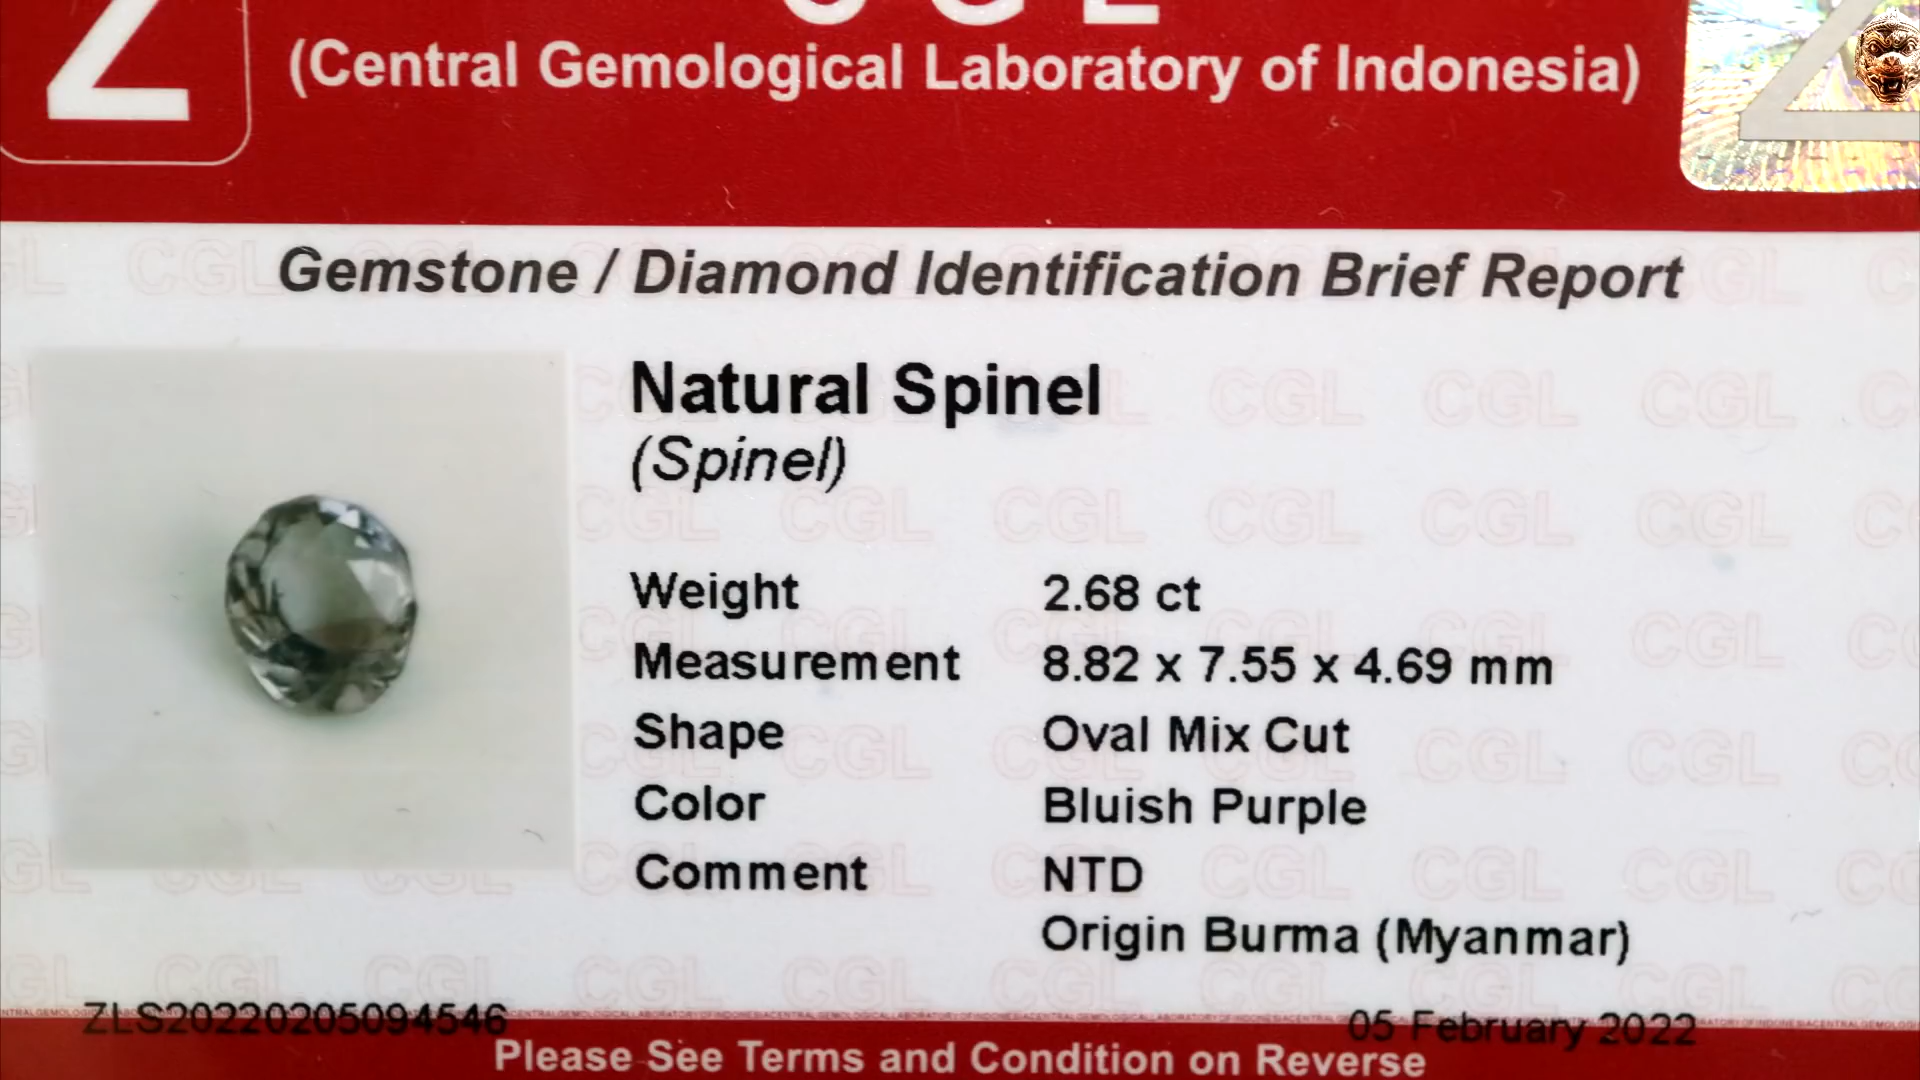 Z
CGL
(Central Gemological Laboratory of Indonesia)
Z
Gemstone / Diamond Identification Brief Report
Natural Spinel
(Spinel)
Weight 2.68 ct
Measurement 8.82 x 7.55 x 4.69 mm
Shape Oval Mix Cut
Color Bluish Purple
Comment NTD
Origin Burma (Myanmar)
ZLS20220205094546
05 February 2022
Please See Terms and Condition on Reverse